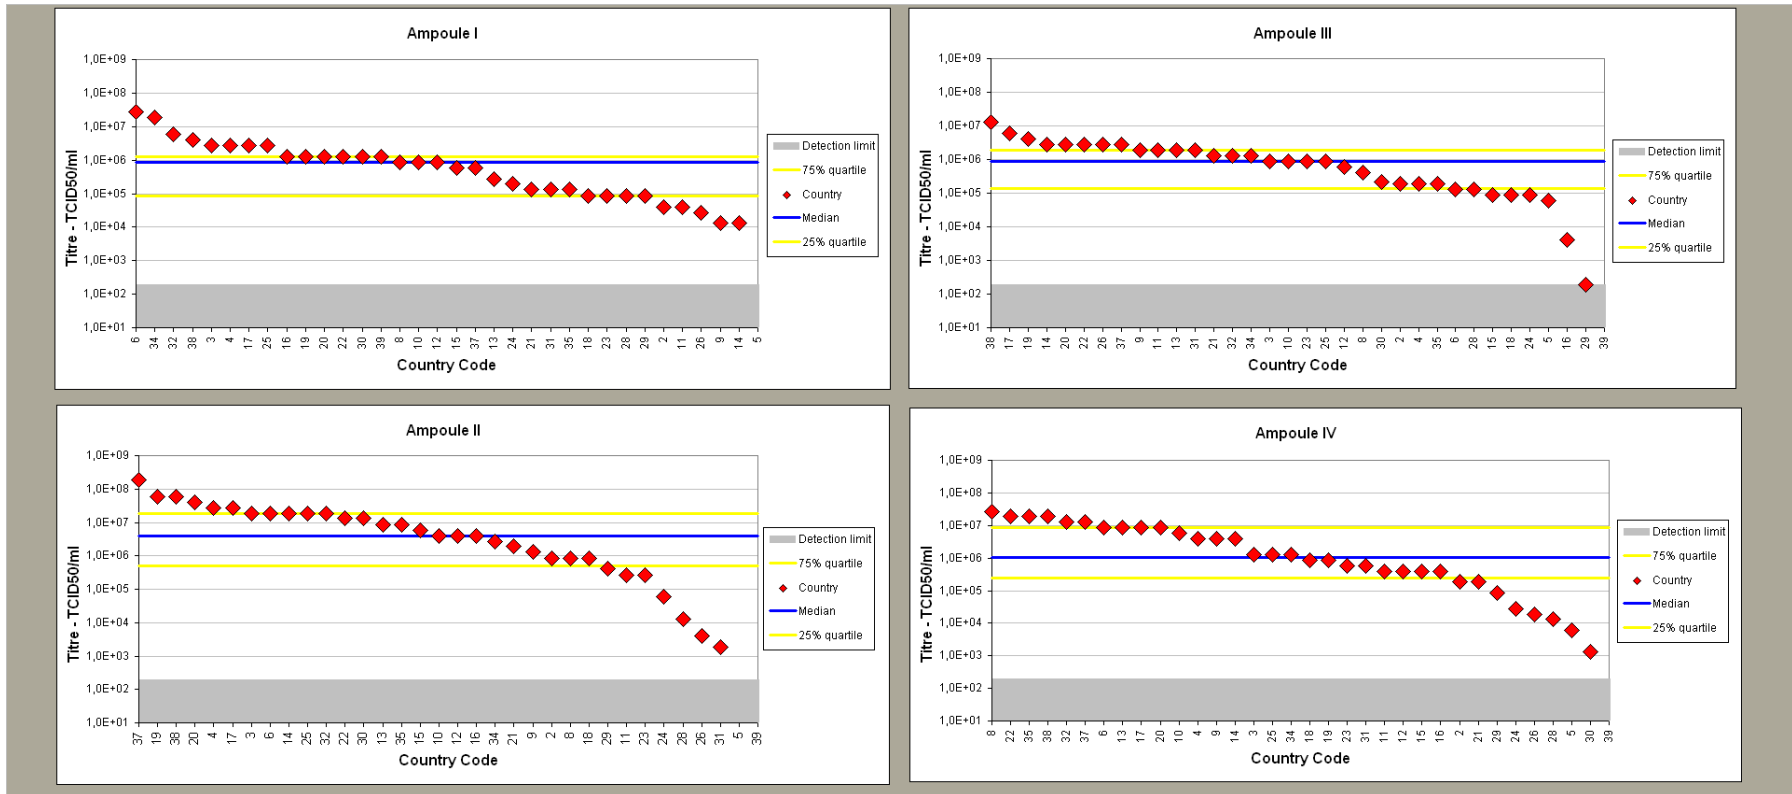 Ampoule I
Titre - TCID50/ml
1,0E+09
1,0E+08
1,0E+07
1,0E+06
1,0E+05
1,0E+04
1,0E+03
1,0E+02
1,0E+01
6 34 32 38 3 4 17 25 16 19 20 22 30 39 8 10 12 15 37 13 24 21 31 35 18 23 28 29 2 11 26 9 14 5
Country Code
Detection limit
75% quartile
Country
Median
25% quartile
Ampoule III
Titre - TCID50/ml
1,0E+09
1,0E+08
1,0E+07
1,0E+06
1,0E+05
1,0E+04
1,0E+03
1,0E+02
1,0E+01
38 17 19 14 20 22 26 37 9 11 13 31 21 32 34 3 10 23 25 12 8 30 2 4 35 6 28 15 18 24 5 16 29 39
Country Code
Detection limit
75% quartile
Country
Median
25% quartile
Ampoule II
Titre - TCID50/ml
1,0E+09
1,0E+08
1,0E+07
1,0E+06
1,0E+05
1,0E+04
1,0E+03
1,0E+02
1,0E+01
37 19 38 20 4 17 3 6 14 25 32 22 30 13 35 15 10 12 16 34 21 9 2 8 18 29 11 23 24 28 26 31 5 39
Country Code
Detection limit
75% quartile
Country
Median
25% quartile
Ampoule IV
Titre - TCID50/ml
1,0E+09
1,0E+08
1,0E+07
1,0E+06
1,0E+05
1,0E+04
1,0E+03
1,0E+02
1,0E+01
8 22 35 38 32 37 6 13 17 20 10 4 9 14 3 25 34 18 19 23 31 11 12 15 16 2 21 29 24 26 28 5 30 39
Country Code
Detection limit
75% quartile
Country
Median
25% quartile